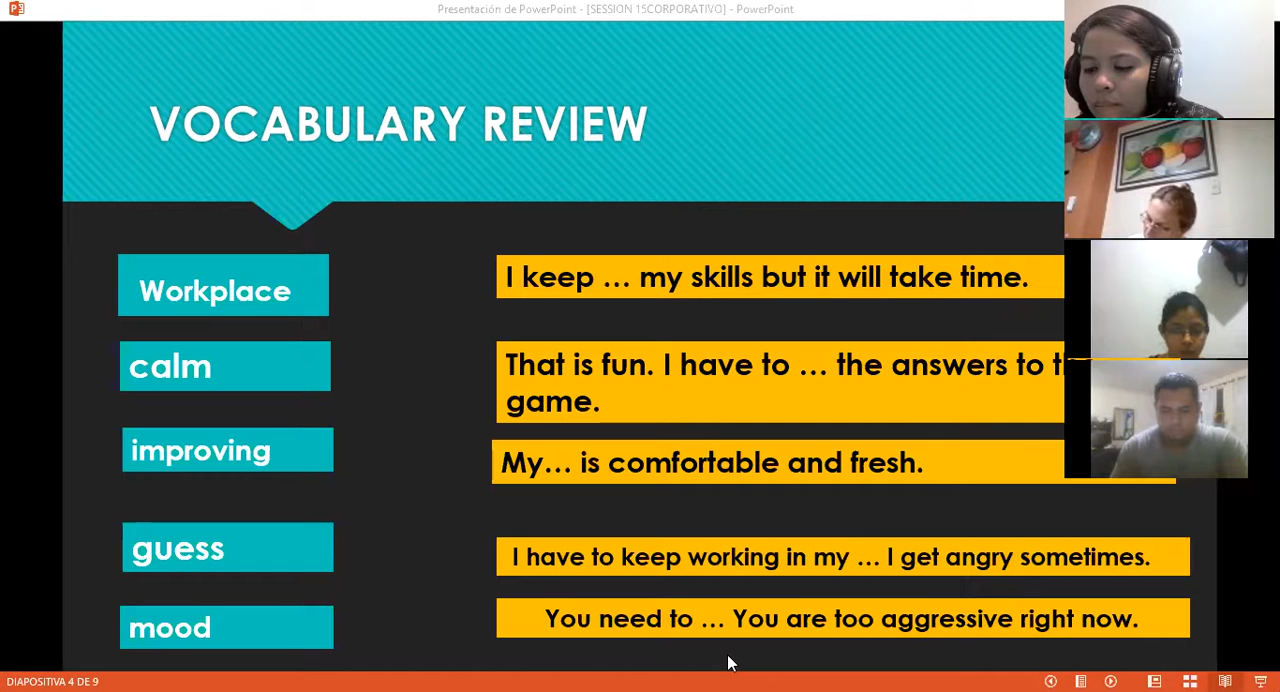 Presentación de PowerPoint - [SESSION 15CORPORATIVO] - PowerPoint
VOCABULARY REVIEW
Workplace
calm
improving
guess
mood
I keep … my skills but it will take time.
That is fun. I have to … the answers to
game.
My… is comfortable and fresh.
I have to keep working in my … I get angry sometimes.
You need to … You are too aggressive right now.
DIAPOSITIVA 4 DE 9